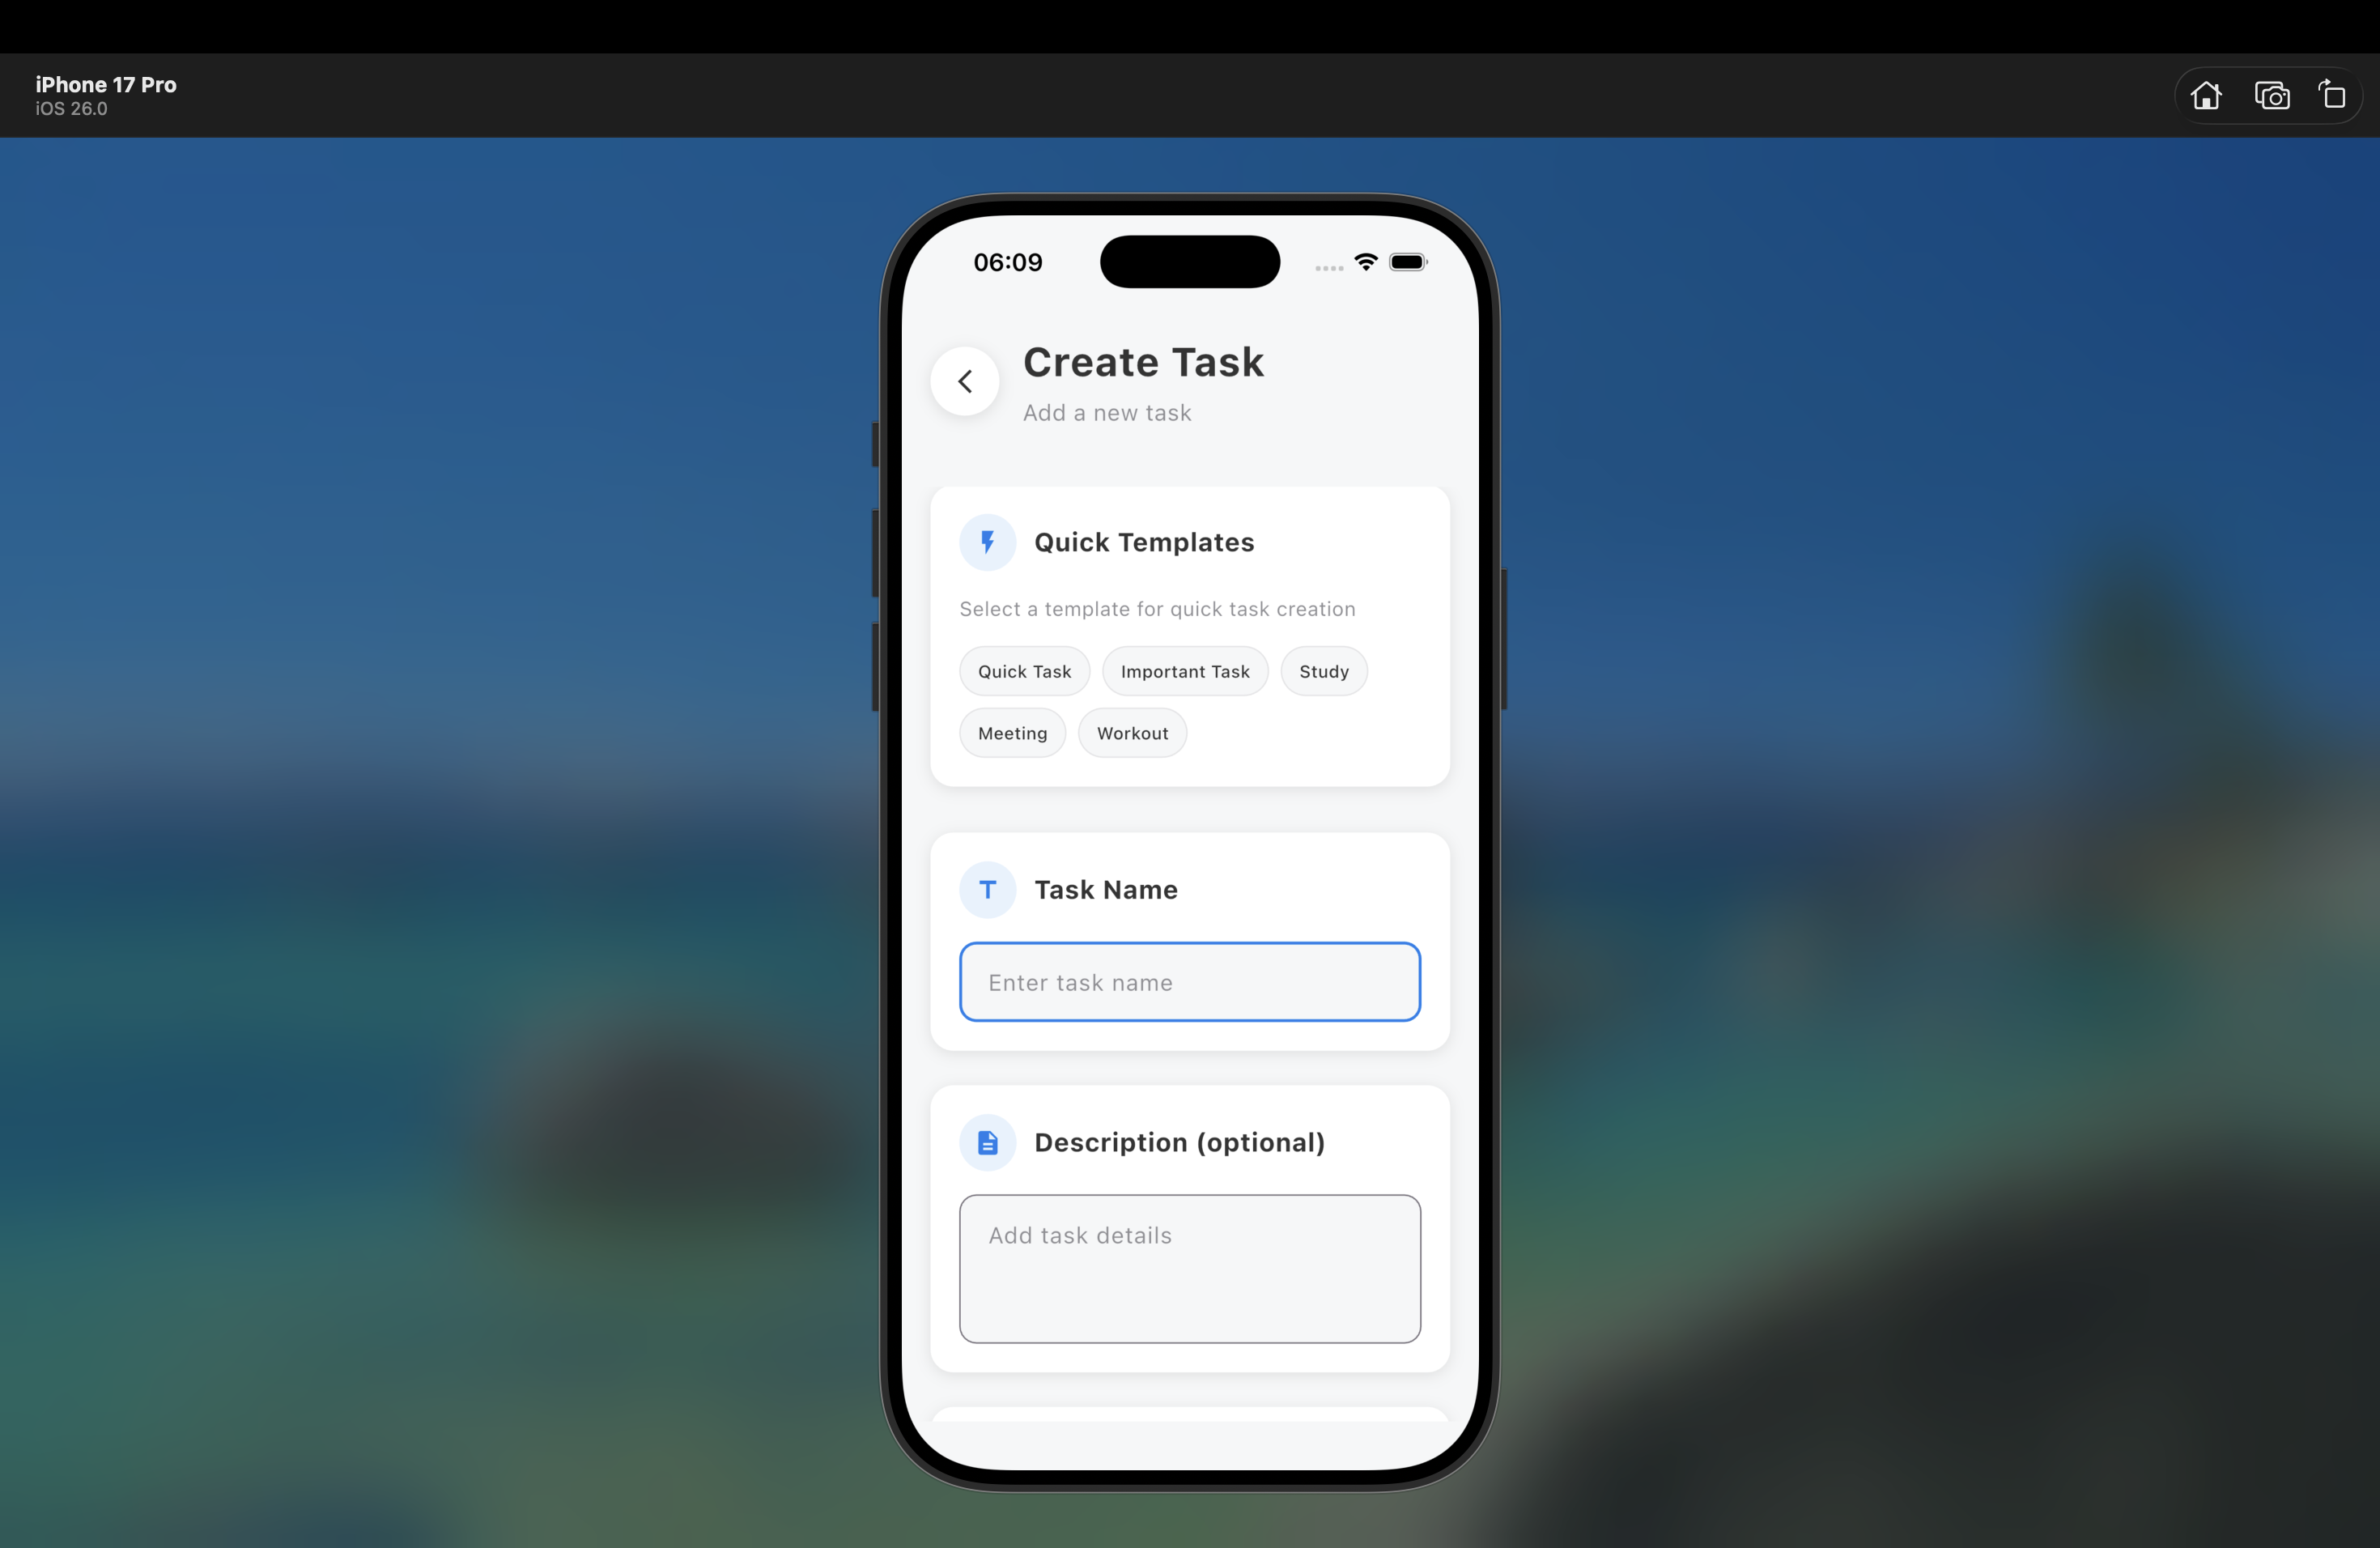 iPhone 17 Pro
iOS 26.0
06:09
Create Task
Add a new task
Quick Templates
Select a template for quick task creation
Quick Task
Important Task
Study
Meeting
Workout
T
Task Name
Enter task name
Description (optional)
Add task details